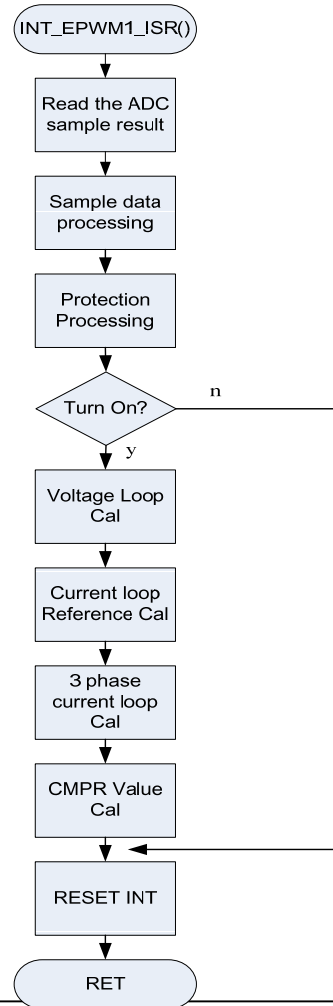 INT_EPWM1_ISR()
Read the ADC
sample result
Sample data
processing
Protection
Processing
Turn On?
n
y
Voltage Loop
Cal
Current loop
Reference Cal
3 phase
current loop
Cal
CMPR Value
Cal
RESET INT
RET